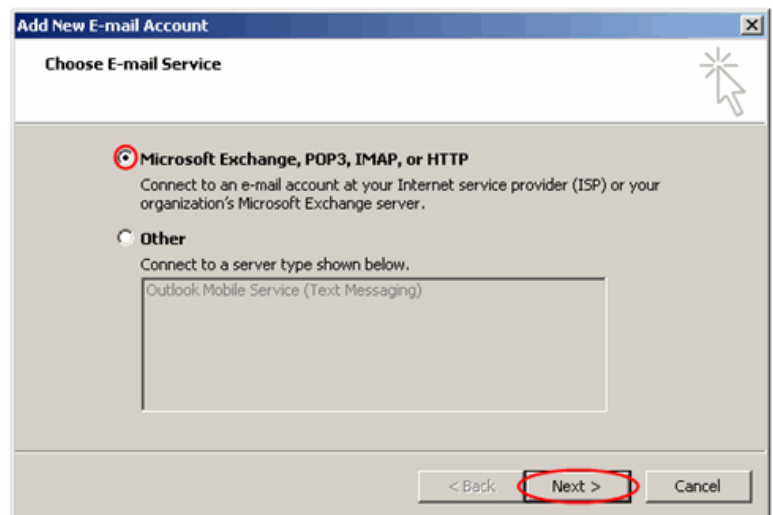 Add New E-mail Account
Choose E-mail Service
Microsoft Exchange, POP3, IMAP, or HTTP
Connect to an e-mail account at your Internet service provider (ISP) or your
organization's Microsoft Exchange server.
Other
Connect to a server type shown below.
Outlook Mobile Service (Text Messaging)
< Back
Next >
Cancel